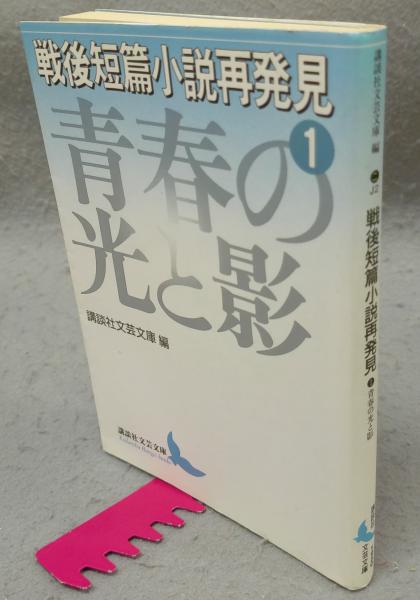 戦後短篇小説再発見
1
青春の
光と影
講談社文芸文庫 編
講談社文芸文庫
Kodansha Bungei bunko
講談社文芸文庫 編
戦後短篇小説再発見 1 青春の光と影
講談社
文芸文庫